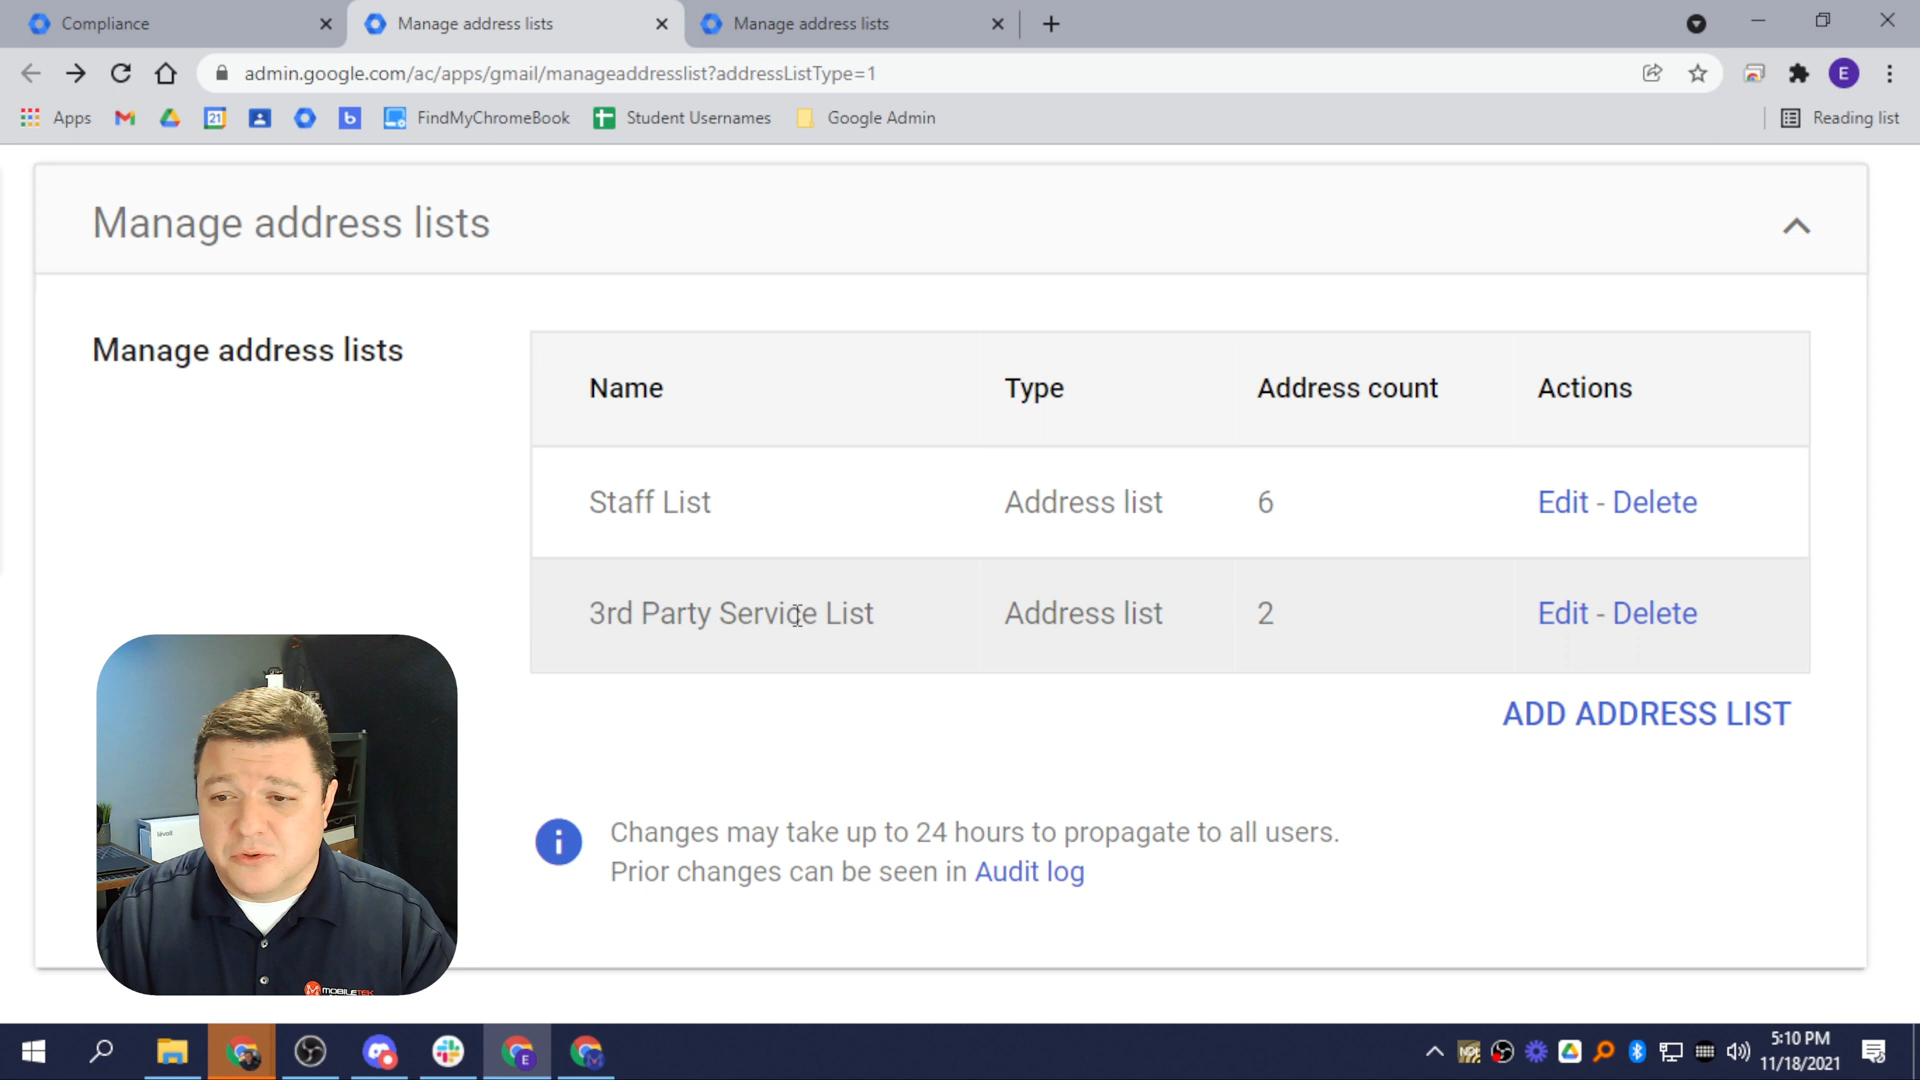 Compliance
Manage address lists
Manage address lists
admin.google.com/ac/apps/gmail/manageaddresslist?addressListType=1
E
Apps
21
b
FindMyChromeBook
Student Usernames
Google Admin
Reading list
Manage address lists
Manage address lists
Name Type Address count Actions
Staff List Address list 6 Edit - Delete
3rd Party Service List Address list 2 Edit - Delete
ADD ADDRESS LIST
Changes may take up to 24 hours to propagate to all users.
Prior changes can be seen in Audit log
lévoit
MOBILETEK
E
5:10 PM
11/18/2021